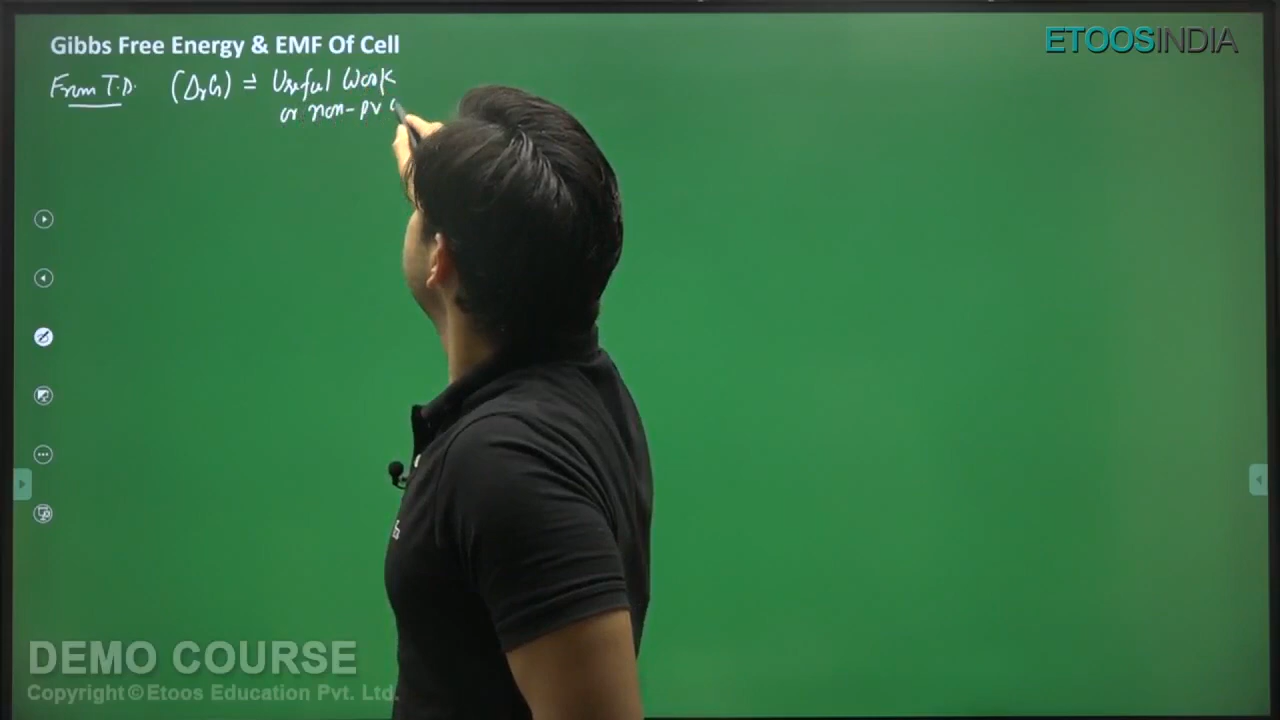 Gibbs Free Energy & EMF Of Cell
ETOOSINDIA
From T.D. (ΔrG) = Useful Work
or non-PV
DEMO COURSE
Copyright©Etoos Education Pvt. Ltd.